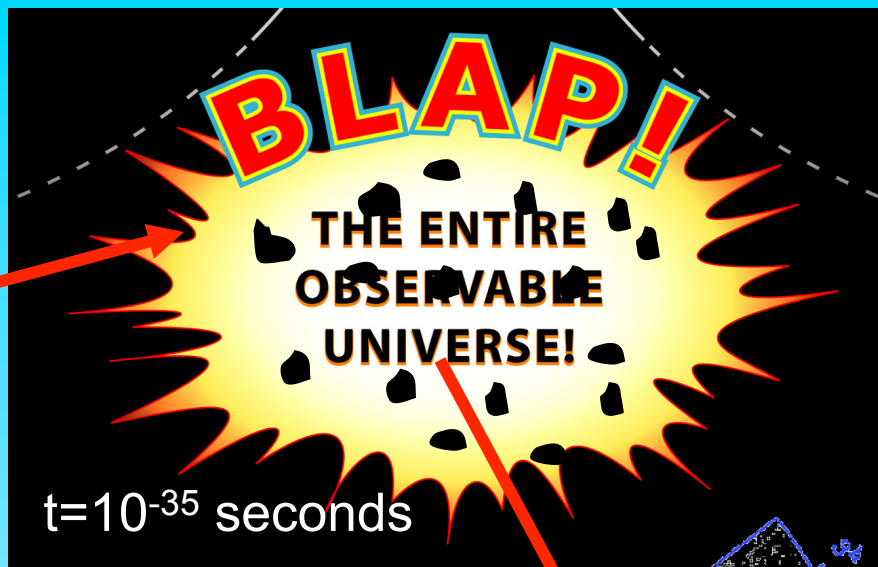 BLAP!
THE ENTIRE
OBSERVABLE
UNIVERSE!
t=10⁻³⁵ seconds